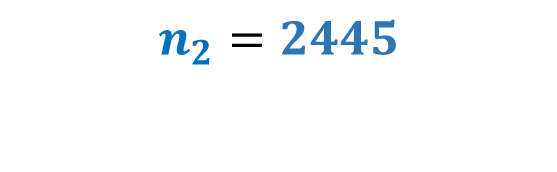 n₂ = 2445